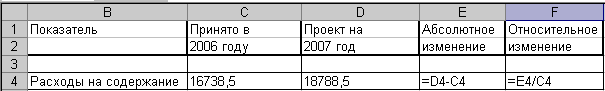 B C D E F
1 Показатель Принято в Проект на Абсолютное Относительное
2 2006 году 2007 год изменение изменение
3
4 Расходы на содержание 16738,5 18788,5 =D4-C4 =E4/C4